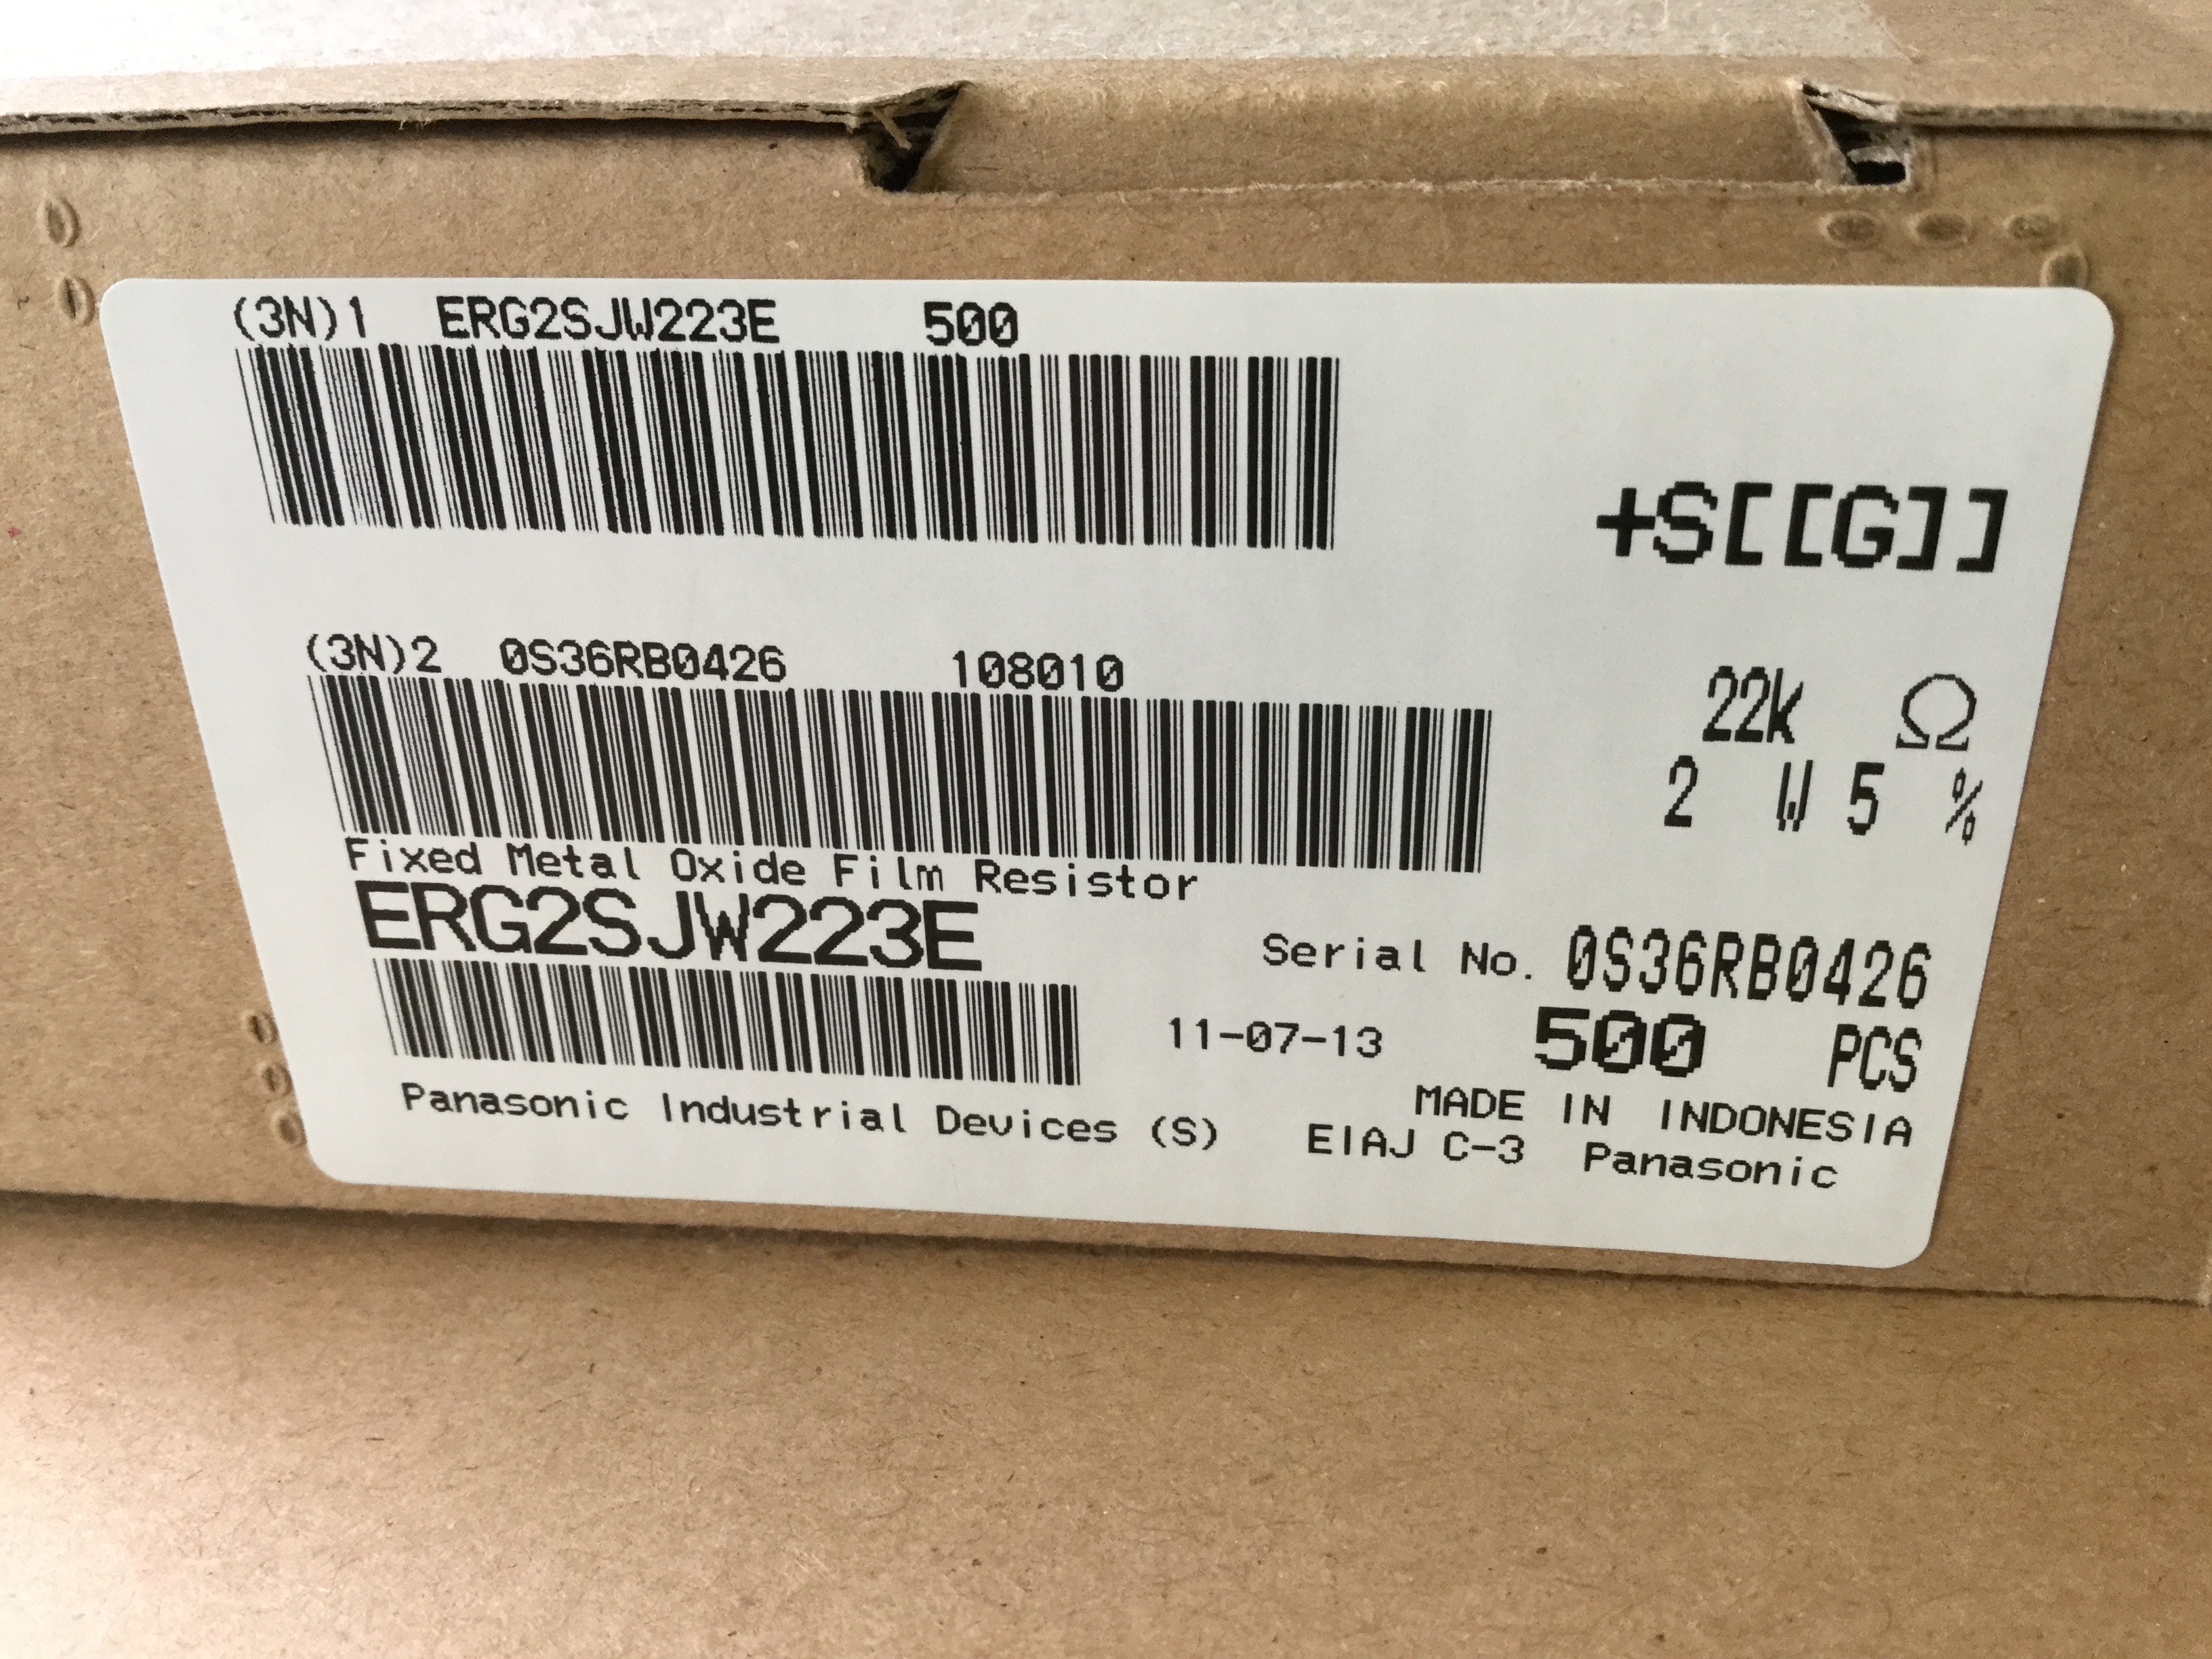 (3N)1 ERG2SJW223E 500
+S[[G]]
(3N)2 0S36RB0426 108010
22k Ω
2 W 5 %
Fixed Metal Oxide Film Resistor
ERG2SJW223E
Serial No. 0S36RB0426
11-07-13 500 PCS
MADE IN INDONESIA
Panasonic Industrial Devices (S) EIAJ C-3 Panasonic